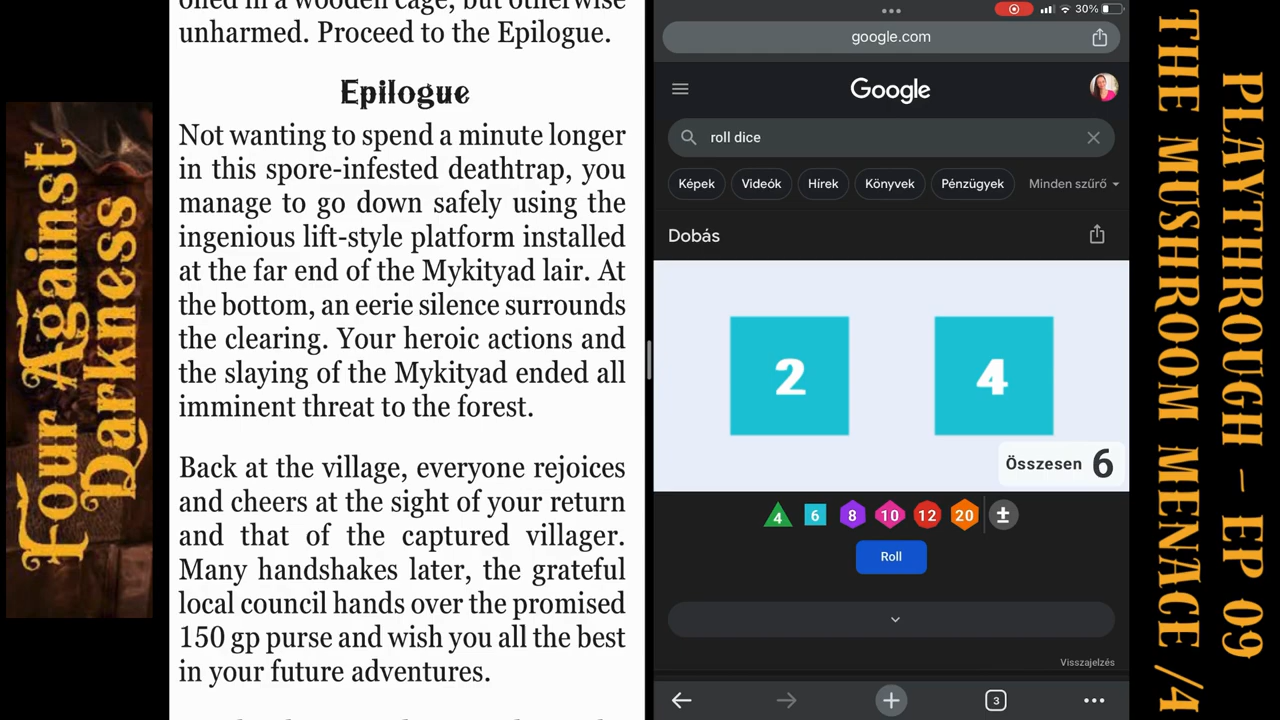 Four Against
Darkness
oned in a wooden cage, but otherwise
unharmed. Proceed to the Epilogue.
Epilogue
Not wanting to spend a minute longer
in this spore-infested deathtrap, you
manage to go down safely using the
ingenious lift-style platform installed
at the far end of the Mykityad lair. At
the bottom, an eerie silence surrounds
the clearing. Your heroic actions and
the slaying of the Mykityad ended all
imminent threat to the forest.
Back at the village, everyone rejoices
and cheers at the sight of your return
and that of the captured villager.
Many handshakes later, the grateful
local council hands over the promised
150 gp purse and wish you all the best
in your future adventures.
30%
google.com
Google
roll dice
Képek Videók Hírek Könyvek Pénzügyek Minden szűrő
Dobás
2 4
Összesen 6
4 6 8 10 12 20 ±
Roll
Visszajelzés
3
PLAYTHROUGH – EP 09
THE MUSHROOM MENACE /4